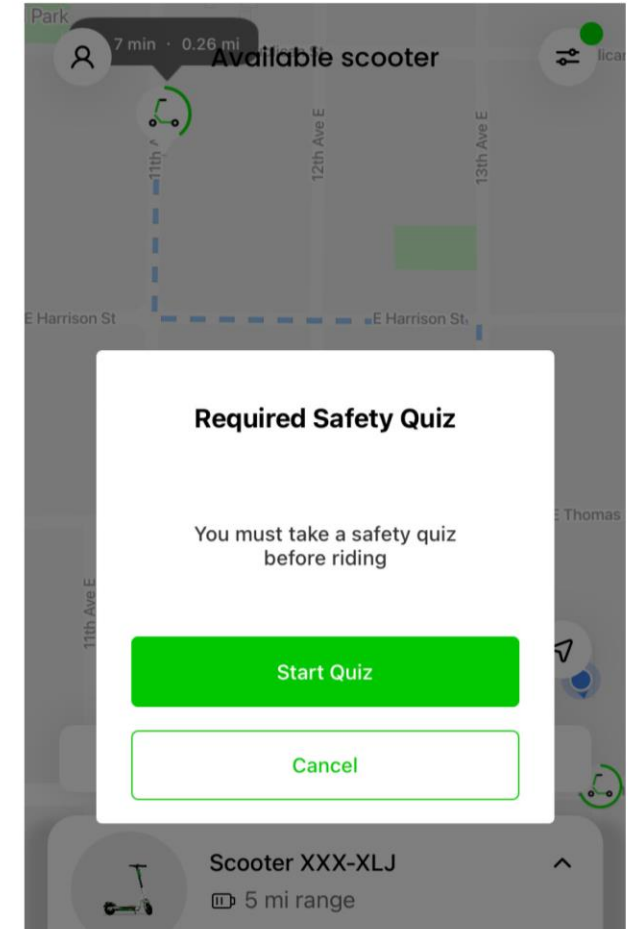 Park
7 min · 0.26 mi
Available scooter
12th Ave E
13th Ave E
E Harrison St
E Harrison St
Required Safety Quiz
You must take a safety quiz
before riding
E Thomas
11th Ave E
Start Quiz
Cancel
Scooter XXX-XLJ
5 mi range